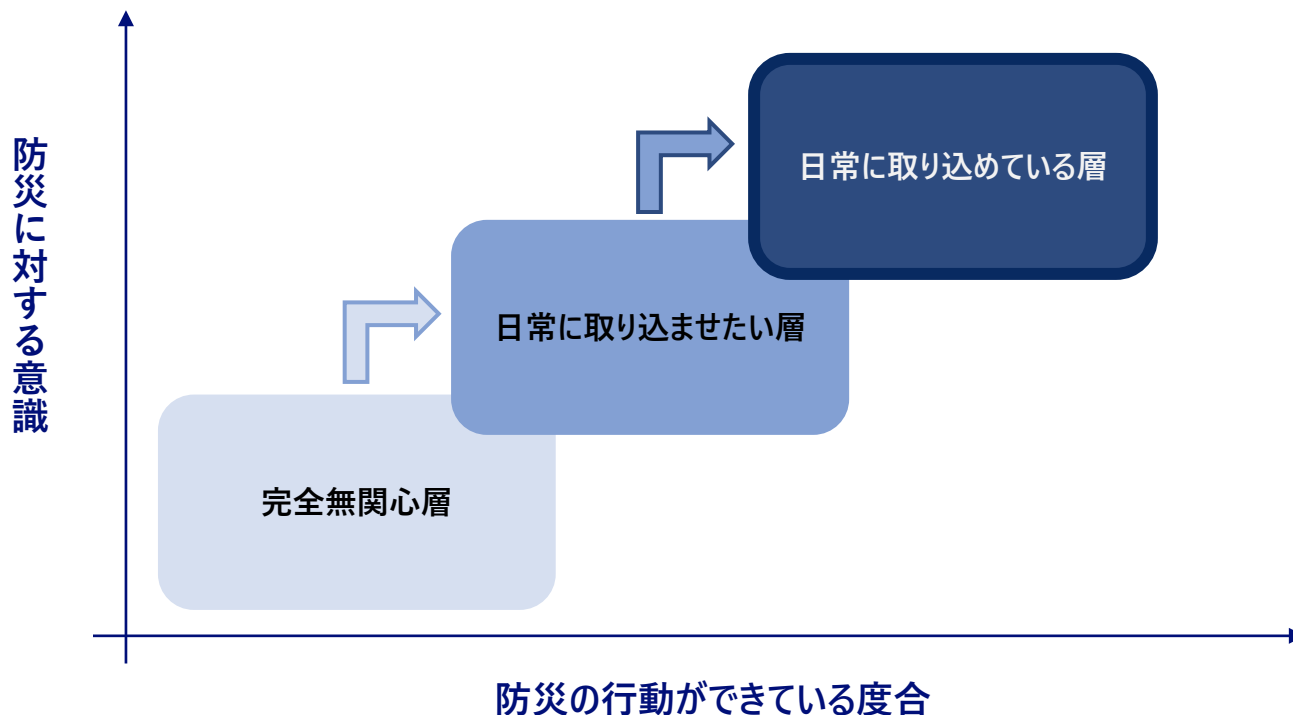 防災に対する意識
日常に取り込めている層
日常に取り込ませたい層
完全無関心層
防災の行動ができている度合